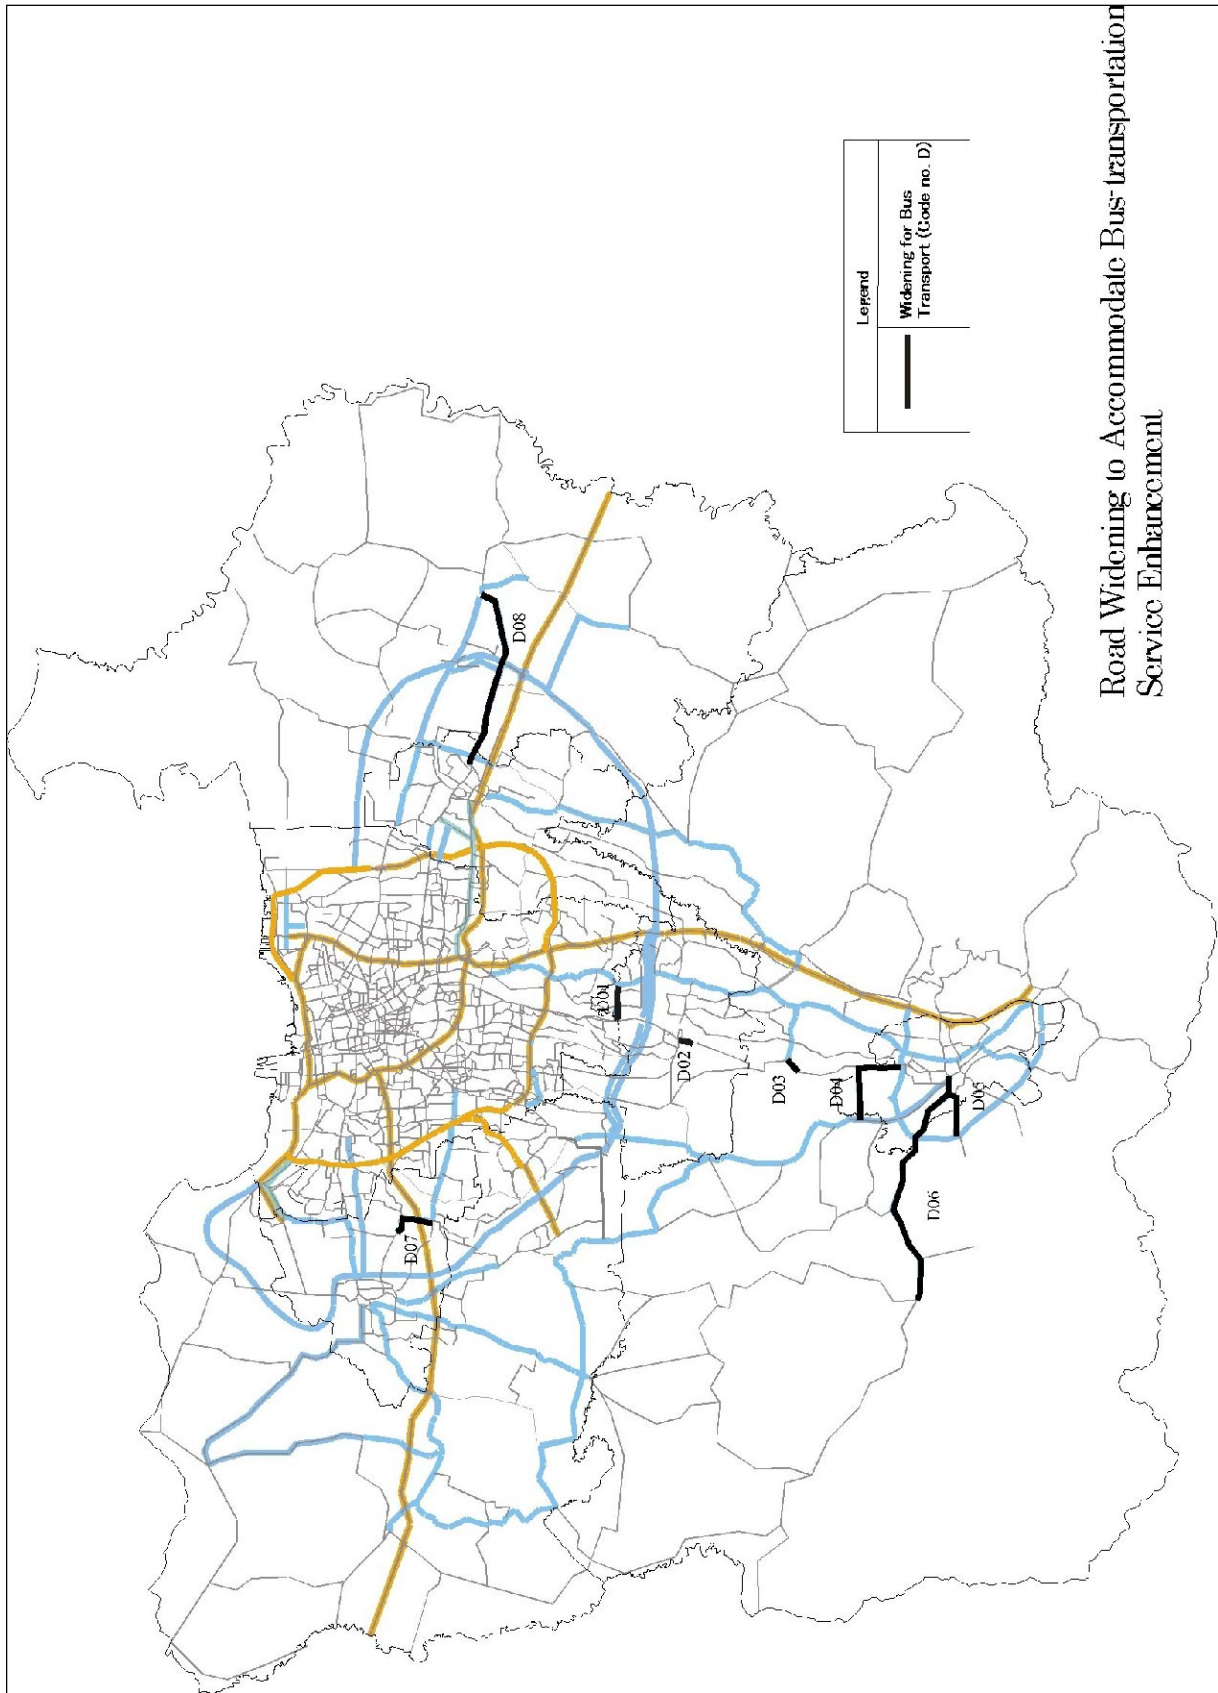 Road Widening to Accommodate Bus-transportation
Service Enhancement
Legend
Widening for Bus
Transport (Code no. D)
D01
D02
D03
D04
D05
D06
D07
D08